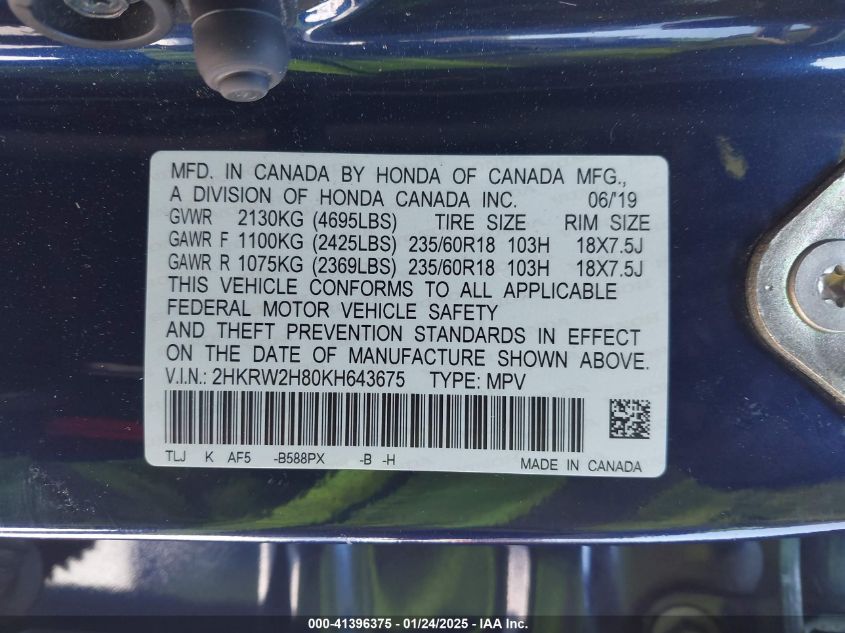 MFD. IN CANADA BY HONDA OF CANADA MFG.,
A DIVISION OF HONDA CANADA INC. 06/'19
GVWR 2130KG (4695LBS) TIRE SIZE RIM SIZE
GAWR F 1100KG (2425LBS) 235/60R18 103H 18X7.5J
GAWR R 1075KG (2369LBS) 235/60R18 103H 18X7.5J
THIS VEHICLE CONFORMS TO ALL APPLICABLE
FEDERAL MOTOR VEHICLE SAFETY
AND THEFT PREVENTION STANDARDS IN EFFECT
ON THE DATE OF MANUFACTURE SHOWN ABOVE.
V.I.N.: 2HKRW2H80KH643675 TYPE: MPV
TLJ K AF5 -B588PX -B -H MADE IN CANADA
000-41396375 - 01/24/2025 - IAA Inc.